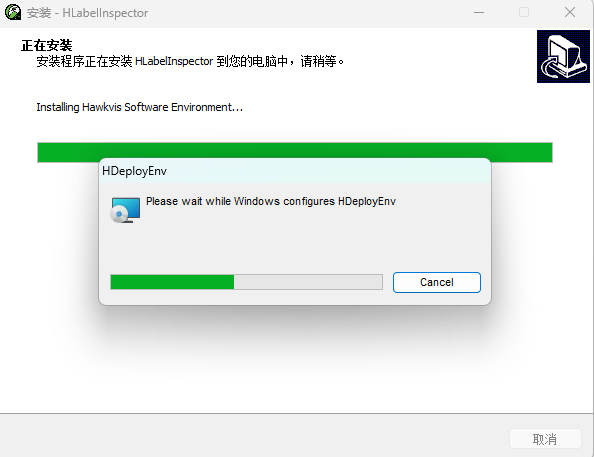 安装 - HLabelInspector
正在安装
安装程序正在安装 HLabelInspector 到您的电脑中，请稍等。
Installing Hawkvis Software Environment...
HDeployEnv
Please wait while Windows configures HDeployEnv
Cancel
取消